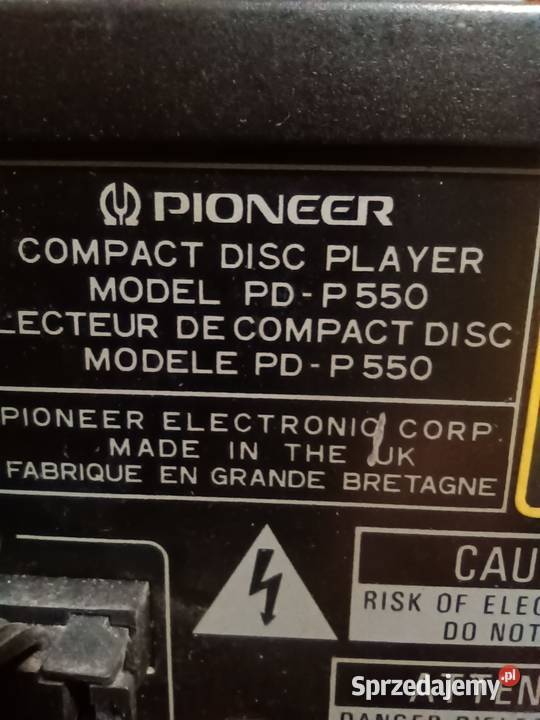 PIONEER
COMPACT DISC PLAYER
MODEL PD-P550
LECTEUR DE COMPACT DISC
MODELE PD-P550
PIONEER ELECTRONIC CORP.
MADE IN THE UK
FABRIQUE EN GRANDE BRETAGNE
CAU
RISK OF ELEC
DO NOT
ATTEN
Sprzedajemy.pl